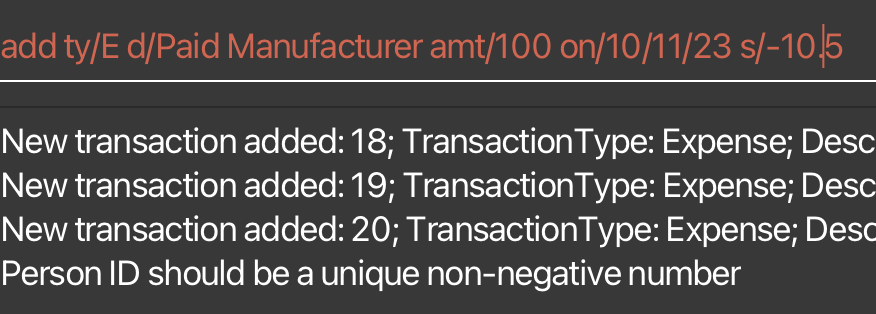 add ty/E d/Paid Manufacturer amt/100 on/10/11/23 s/-10.5
New transaction added: 18; TransactionType: Expense; Desc
New transaction added: 19; TransactionType: Expense; Desc
New transaction added: 20; TransactionType: Expense; Desc
Person ID should be a unique non-negative number